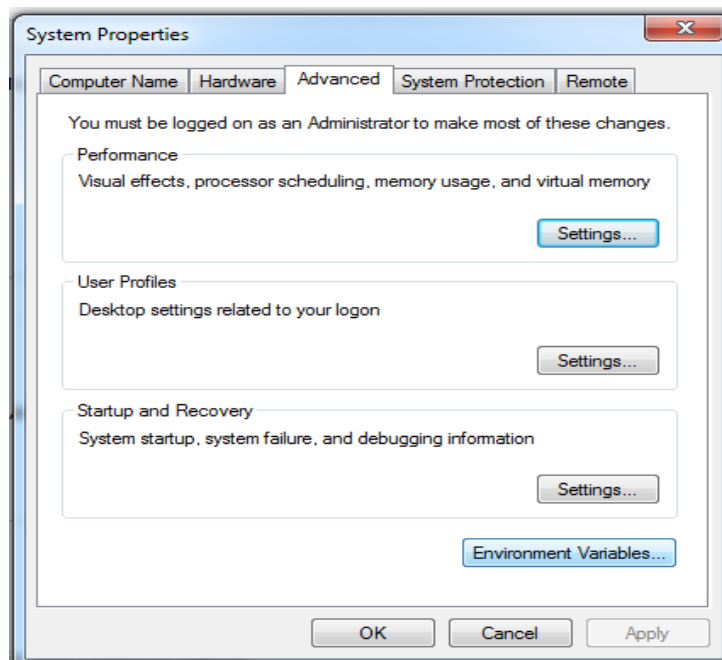 System Properties
Computer Name
Hardware
Advanced
System Protection
Remote
You must be logged on as an Administrator to make most of these changes.
Performance
Visual effects, processor scheduling, memory usage, and virtual memory
Settings...
User Profiles
Desktop settings related to your logon
Settings...
Startup and Recovery
System startup, system failure, and debugging information
Settings...
Environment Variables...
OK
Cancel
Apply